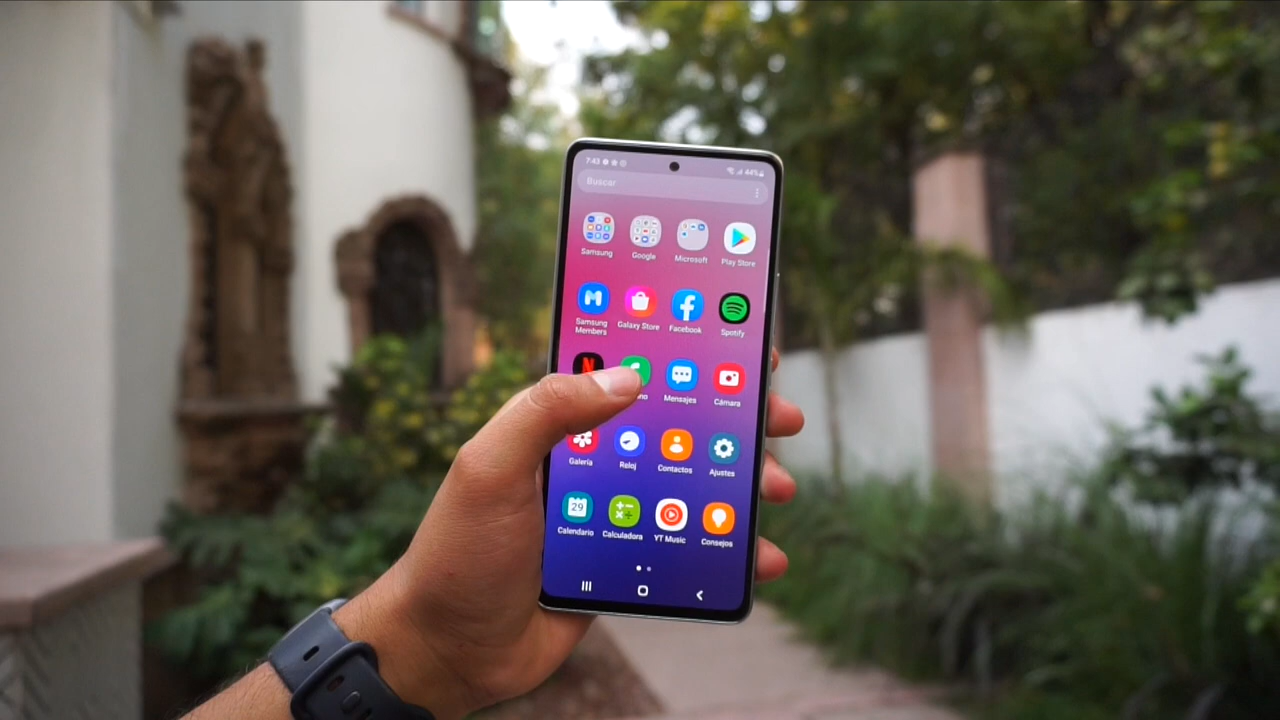 7:43
44%
Buscar
Samsung
Google
Microsoft
Play Store
Samsung
Members
Galaxy Store
Facebook
Spotify
N
no
Mensajes
Cámara
Galería
Reloj
Contactos
Ajustes
29
Calendario
Calculadora
YT Music
Consejos